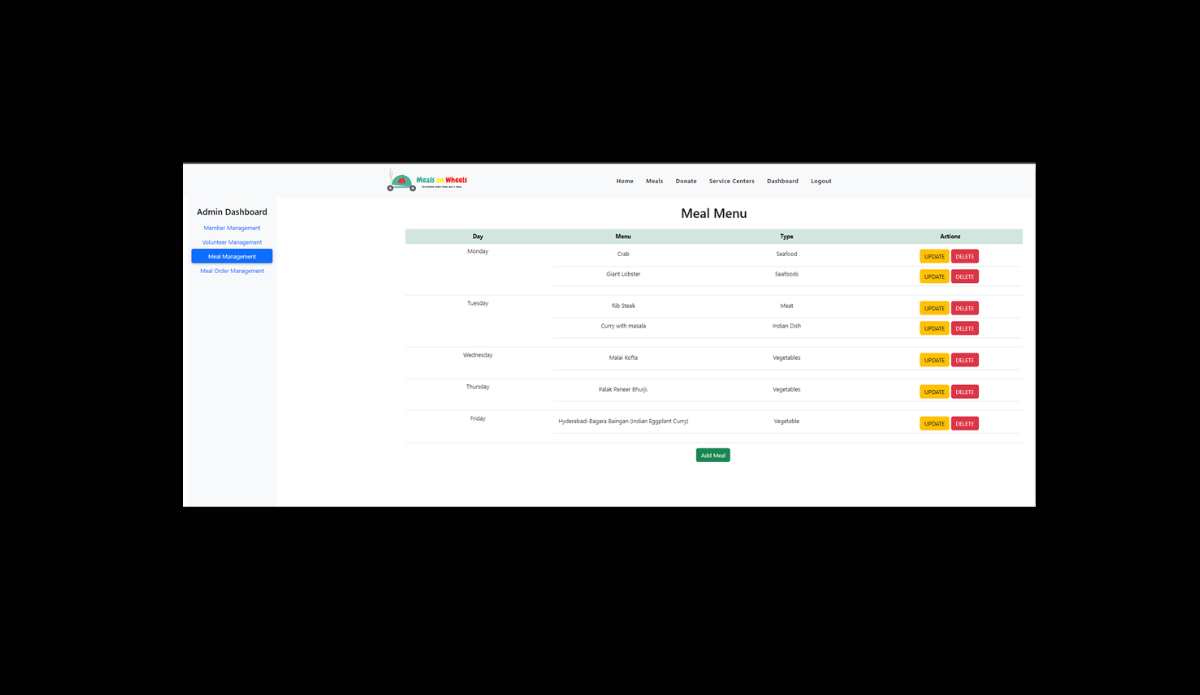 Meals on Wheels
Home Meals Donate Service Centers Dashboard Logout
Admin Dashboard
Member Management
Volunteer Management
Meal Management
Meal Order Management
Meal Menu
Day Menu Type Actions
Monday Crab Seafood UPDATE DELETE
Giant Lobster Seafoods UPDATE DELETE
Tuesday Rib Steak Meat UPDATE DELETE
Curry with masala Indian Dish UPDATE DELETE
Wednesday Malai Kofta Vegetables UPDATE DELETE
Thursday Palak Paneer Bhurji. Vegetables UPDATE DELETE
Friday Hyderabadi Bagara Baingan (Indian Eggplant Curry) Vegetable UPDATE DELETE
Add Meal